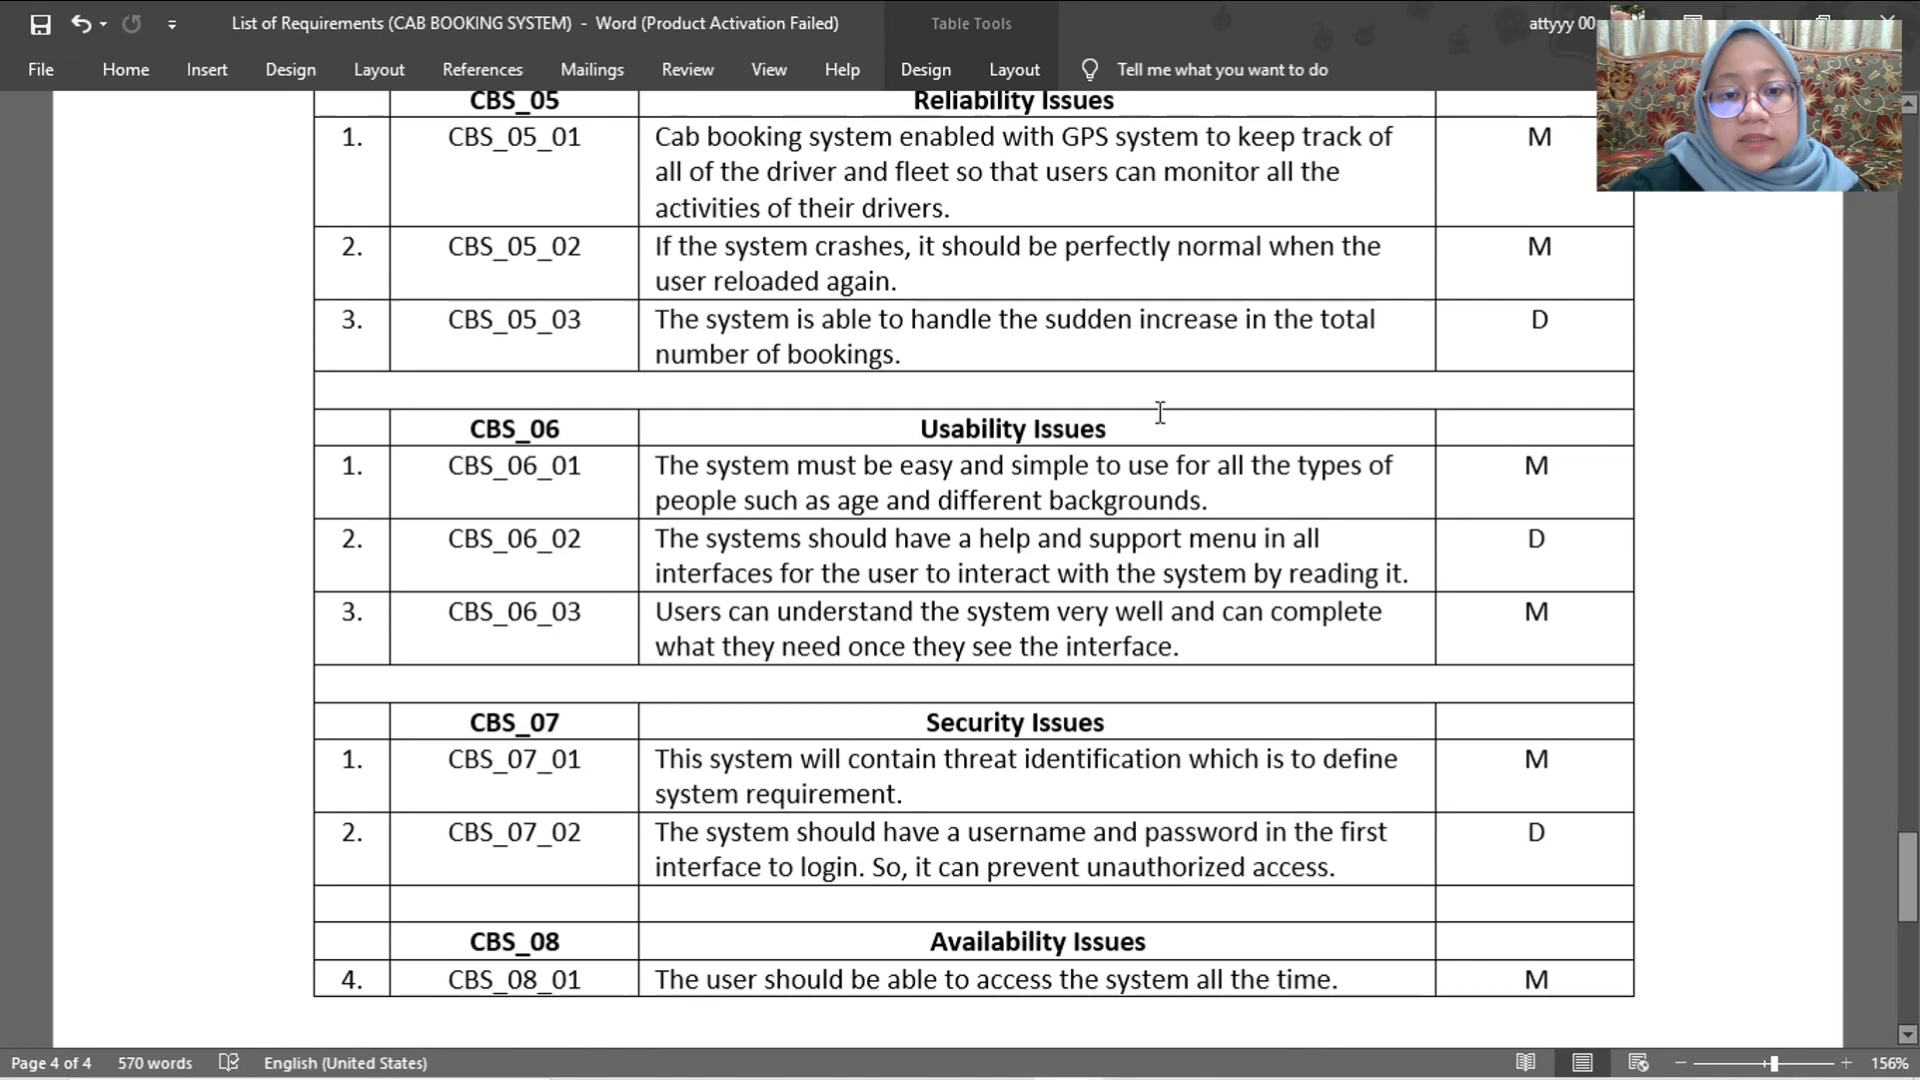 List of Requirements (CAB BOOKING SYSTEM) - Word (Product Activation Failed)
Table Tools
attyyy 00
File Home Insert Design Layout References Mailings Review View Help Design Layout Tell me what you want to do
CBS_05 Reliability Issues
1. CBS_05_01 Cab booking system enabled with GPS system to keep track of M
all of the driver and fleet so that users can monitor all the
activities of their drivers.
2. CBS_05_02 If the system crashes, it should be perfectly normal when the M
user reloaded again.
3. CBS_05_03 The system is able to handle the sudden increase in the total D
number of bookings.
CBS_06 Usability Issues
1. CBS_06_01 The system must be easy and simple to use for all the types of M
people such as age and different backgrounds.
2. CBS_06_02 The systems should have a help and support menu in all D
interfaces for the user to interact with the system by reading it.
3. CBS_06_03 Users can understand the system very well and can complete M
what they need once they see the interface.
CBS_07 Security Issues
1. CBS_07_01 This system will contain threat identification which is to define M
system requirement.
2. CBS_07_02 The system should have a username and password in the first D
interface to login. So, it can prevent unauthorized access.
CBS_08 Availability Issues
4. CBS_08_01 The user should be able to access the system all the time. M
Page 4 of 4 570 words English (United States) 156%